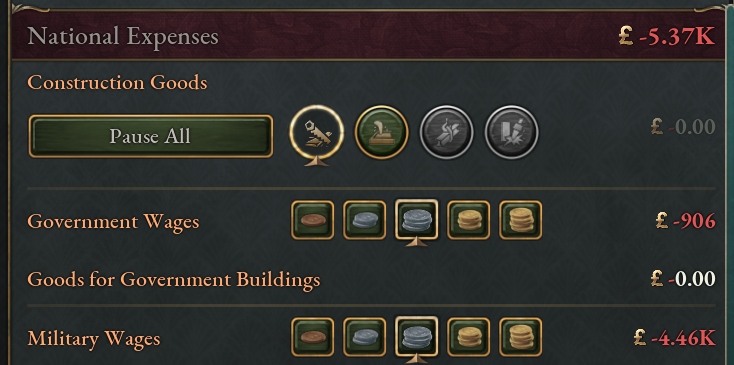 National Expenses £ -5.37K
Construction Goods
Pause All £ -0.00
Government Wages £ -906
Goods for Government Buildings £ -0.00
Military Wages £ -4.46K